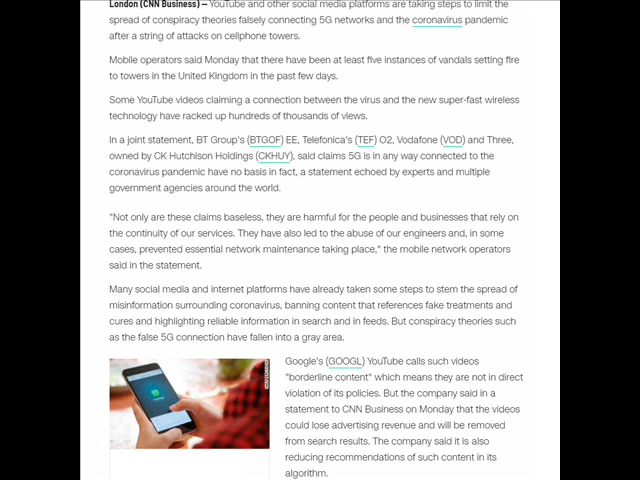 London (CNN Business) — YouTube and other social media platforms are taking steps to limit the
spread of conspiracy theories falsely connecting 5G networks and the coronavirus pandemic
after a string of attacks on cellphone towers.
Mobile operators said Monday that there have been at least five instances of vandals setting fire
to towers in the United Kingdom in the past few days.
Some YouTube videos claiming a connection between the virus and the new super-fast wireless
technology have racked up hundreds of thousands of views.
In a joint statement, BT Group's (BTGOF) EE, Telefonica's (TEF) O2, Vodafone (VOD) and Three,
owned by CK Hutchison Holdings (CKHUY), said claims 5G is in any way connected to the
coronavirus pandemic have no basis in fact, a statement echoed by experts and multiple
government agencies around the world.
"Not only are these claims baseless, they are harmful for the people and businesses that rely on
the continuity of our services. They have also led to the abuse of our engineers and, in some
cases, prevented essential network maintenance taking place," the mobile network operators
said in the statement.
Many social media and internet platforms have already taken some steps to stem the spread of
misinformation surrounding coronavirus, banning content that references fake treatments and
cures and highlighting reliable information in search and in feeds. But conspiracy theories such
as the false 5G connection have fallen into a gray area.
Google's (GOOGL) YouTube calls such videos
"borderline content" which means they are not in direct
violation of its policies. But the company said in a
statement to CNN Business on Monday that the videos
could lose advertising revenue and will be removed
from search results. The company said it is also
reducing recommendations of such content in its
algorithm.